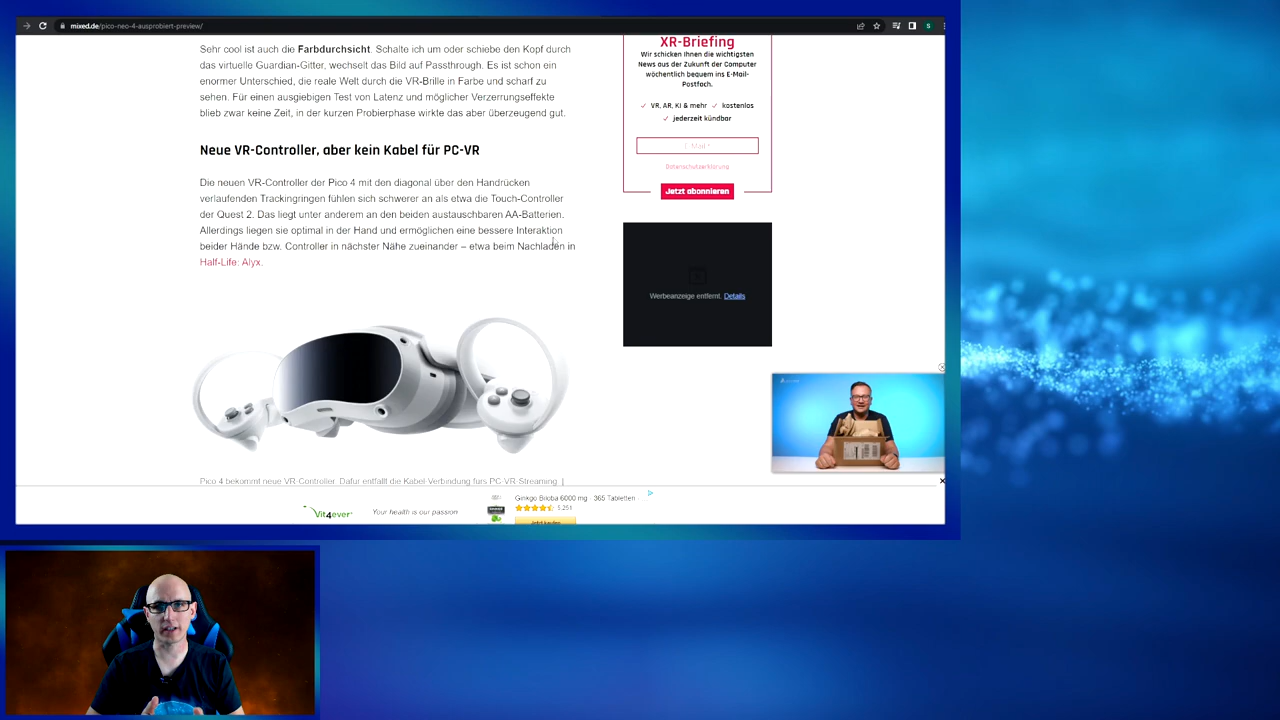 mixed.de/pico-neo-4-ausprobiert-preview/
S
Sehr cool ist auch die Farbdurchsicht. Schalte ich um oder schiebe den Kopf durch
das virtuelle Guardian-Gitter, wechselt das Bild auf Passthrough. Es ist schon ein
enormer Unterschied, die reale Welt durch die VR-Brille in Farbe und scharf zu
sehen. Für einen ausgiebigen Test von Latenz und möglicher Verzerrungseffekte
blieb zwar keine Zeit, in der kurzen Probierphase wirkte das aber überzeugend gut.
Neue VR-Controller, aber kein Kabel für PC-VR
Die neuen VR-Controller der Pico 4 mit den diagonal über den Handrücken
verlaufenden Trackingringen fühlen sich schwerer an als etwa die Touch-Controller
der Quest 2. Das liegt unter anderem an den beiden austauschbaren AA-Batterien.
Allerdings liegen sie optimal in der Hand und ermöglichen eine bessere Interaktion
beider Hände bzw. Controller in nächster Nähe zueinander – etwa beim Nachladen in
Half-Life: Alyx.
Pico 4 bekommt neue VR-Controller. Dafür entfällt die Kabel-Verbindung fürs PC-VR-Streaming. |
XR-Briefing
Wir schicken Ihnen die wichtigsten
News aus der Zukunft der Computer
wöchentlich bequem ins E-Mail-
Postfach.
✓ VR, AR, KI & mehr ✓ kostenlos
✓ jederzeit kündbar
E-Mail *
Datenschutzerklärung
Jetzt abonnieren
Werbeanzeige entfernt. Details
Vit4ever
Your health is our passion
Ginkgo Biloba 6000 mg · 365 Tabletten
Jetzt kaufen